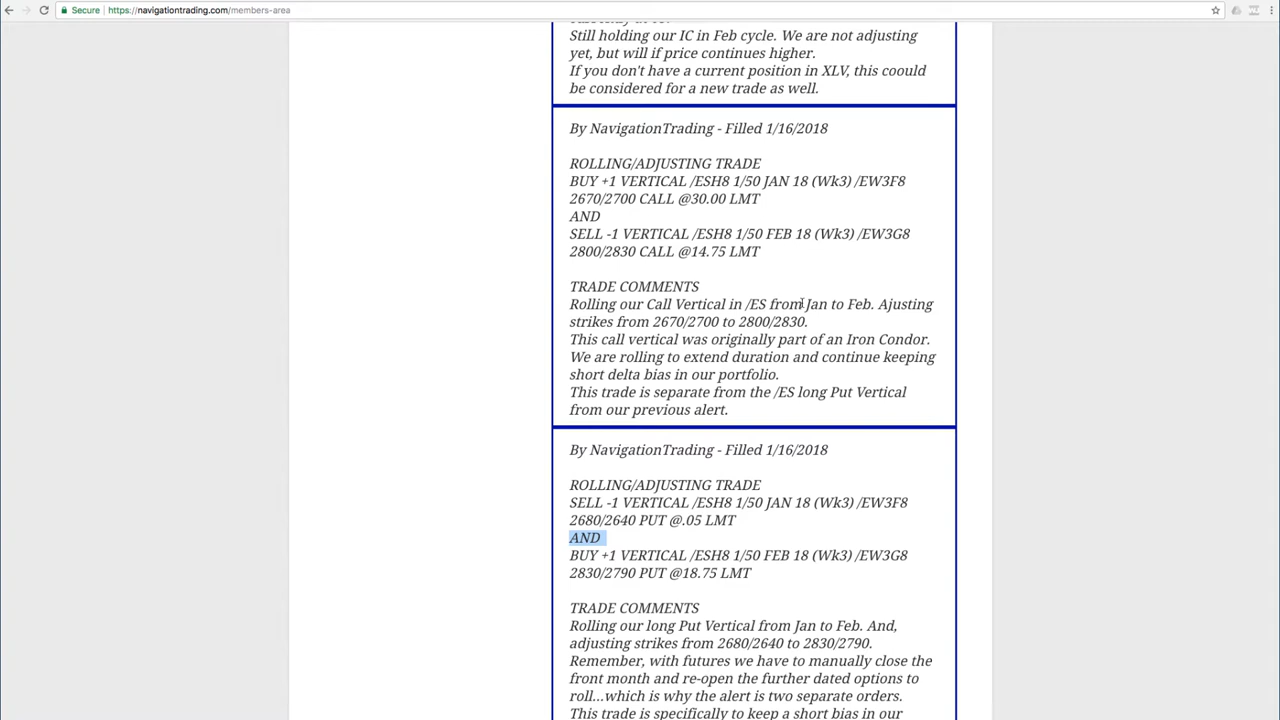 Secure
https://navigationtrading.com/members-area
Still holding our IC in Feb cycle. We are not adjusting
yet, but will if price continues higher.
If you don't have a current position in XLV, this coould
be considered for a new trade as well.
By NavigationTrading - Filled 1/16/2018
ROLLING/ADJUSTING TRADE
BUY +1 VERTICAL /ESH8 1/50 JAN 18 (Wk3) /EW3F8
2670/2700 CALL @30.00 LMT
AND
SELL -1 VERTICAL /ESH8 1/50 FEB 18 (Wk3) /EW3G8
2800/2830 CALL @14.75 LMT
TRADE COMMENTS
Rolling our Call Vertical in /ES from Jan to Feb. Ajusting
strikes from 2670/2700 to 2800/2830.
This call vertical was originally part of an Iron Condor.
We are rolling to extend duration and continue keeping
short delta bias in our portfolio.
This trade is separate from the /ES long Put Vertical
from our previous alert.
By NavigationTrading - Filled 1/16/2018
ROLLING/ADJUSTING TRADE
SELL -1 VERTICAL /ESH8 1/50 JAN 18 (Wk3) /EW3F8
2680/2640 PUT @.05 LMT
AND
BUY +1 VERTICAL /ESH8 1/50 FEB 18 (Wk3) /EW3G8
2830/2790 PUT @18.75 LMT
TRADE COMMENTS
Rolling our long Put Vertical from Jan to Feb. And,
adjusting strikes from 2680/2640 to 2830/2790.
Remember, with futures we have to manually close the
front month and re-open the further dated options to
roll...which is why the alert is two separate orders.
This trade is specifically to keep a short bias in our